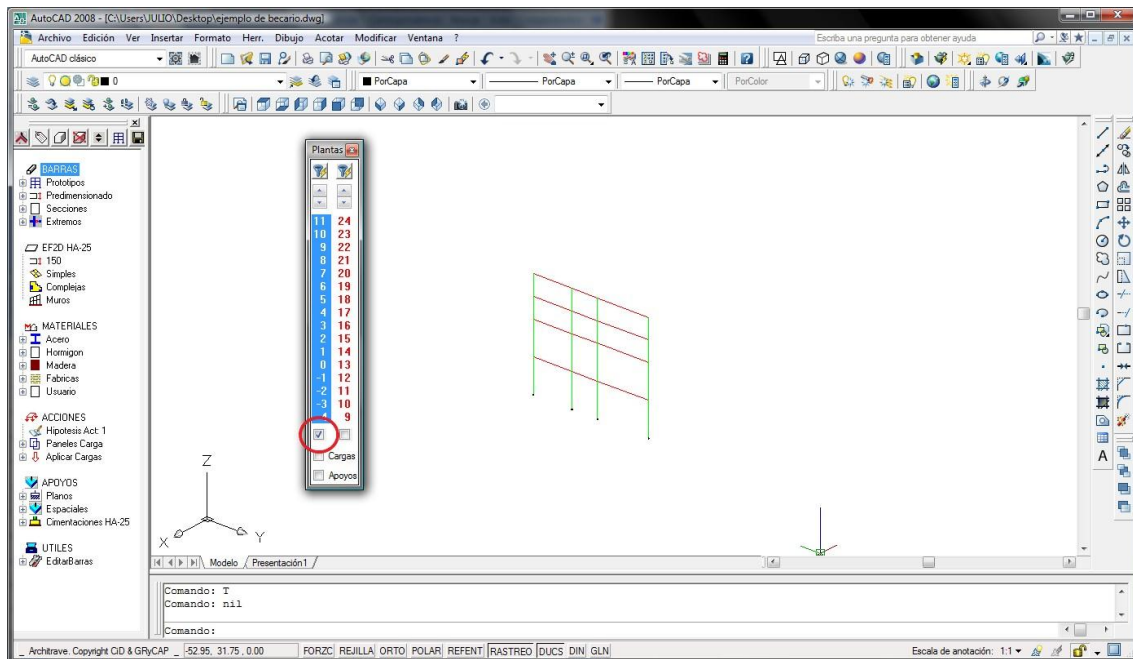 AutoCAD 2008 - [C:\Users\JULIO\Desktop\ejemplo de becario.dwg]
Archivo Edición Ver Insertar Formato Herr. Dibujo Acotar Modificar Ventana ?
Escriba una pregunta para obtener ayuda
AutoCAD clásico
0
PorCapa
PorCapa
PorCapa
PorColor
BARRAS
Prototipos
Predimensionado
Secciones
Extremos
EF2D HA-25
150
Simples
Complejas
Muros
MATERIALES
Acero
Hormigon
Madera
Fabricas
Usuario
ACCIONES
Hipotesis Act: 1
Paneles Carga
Aplicar Cargas
APOYOS
Planos
Espaciales
Cimentaciones HA-25
UTILES
EditarBarras
Plantas
11 24
10 23
9 22
8 21
7 20
6 19
5 18
4 17
3 16
2 15
1 14
0 13
-1 12
-2 11
-3 10
-4 9
Cargas
Apoyos
Z
X
Y
A
Modelo Presentación1
Comando: T
Comando: nil
Comando:
_ Architrave. Copyright CiD & GRyCAP _ -52.95, 31.75 , 0.00 FORZC REJILLA ORTO POLAR REFENT RASTREO DUCS DIN GLN Escala de anotación: 1:1